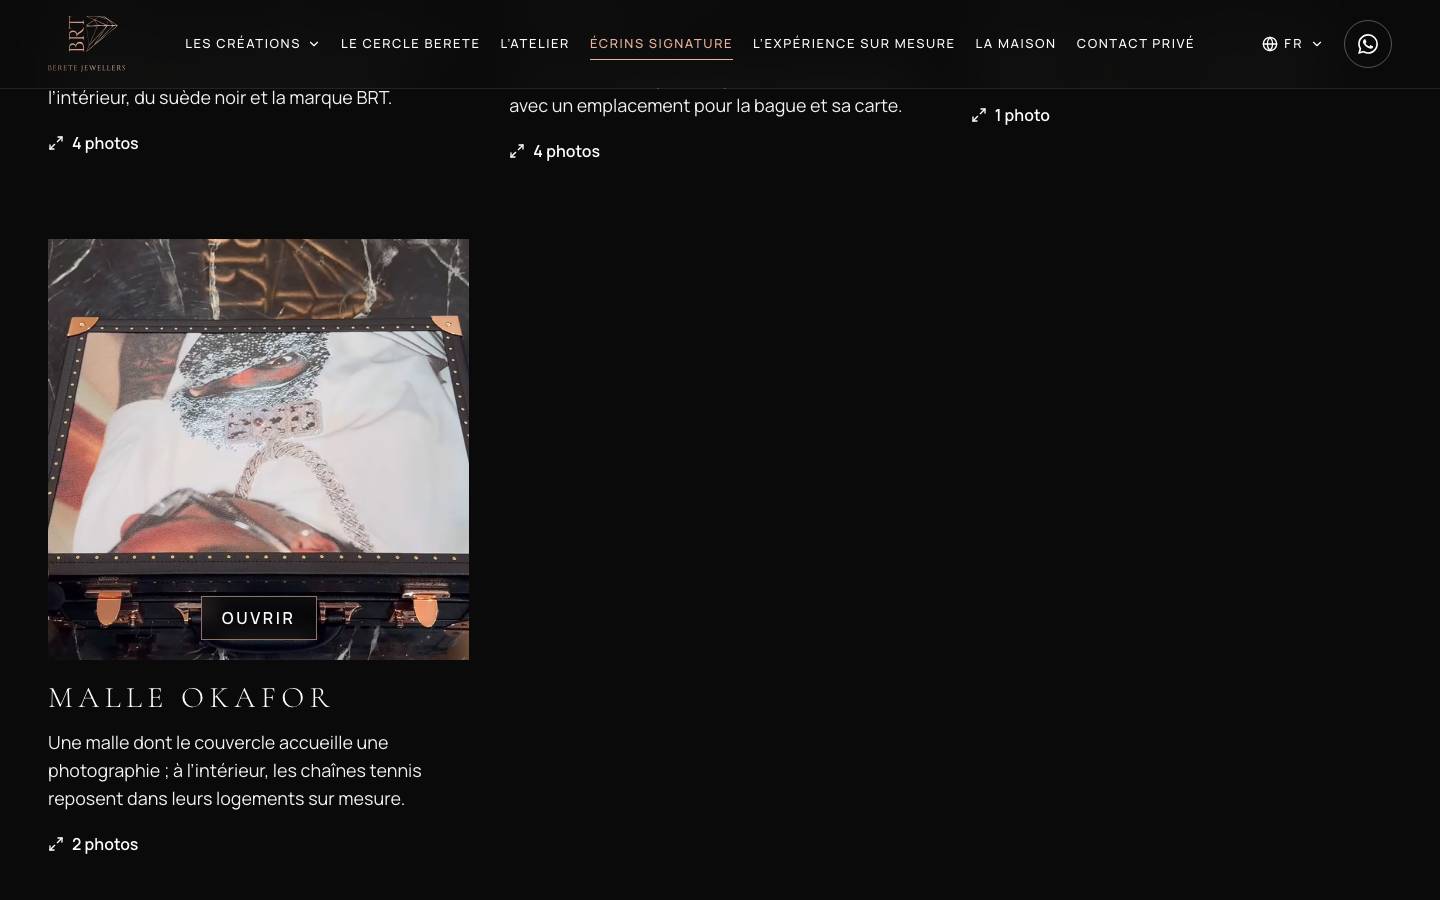 BRT
BERETE JEWELLERS
LES CRÉATIONS
LE CERCLE BERETE
L'ATELIER
ÉCRINS SIGNATURE
L'EXPÉRIENCE SUR MESURE
LA MAISON
CONTACT PRIVÉ
FR
l'intérieur, du suède noir et la marque BRT.
4 photos
avec un emplacement pour la bague et sa carte.
4 photos
1 photo
OUVRIR
MALLE OKAFOR
Une malle dont le couvercle accueille une
photographie ; à l'intérieur, les chaînes tennis
reposent dans leurs logements sur mesure.
2 photos